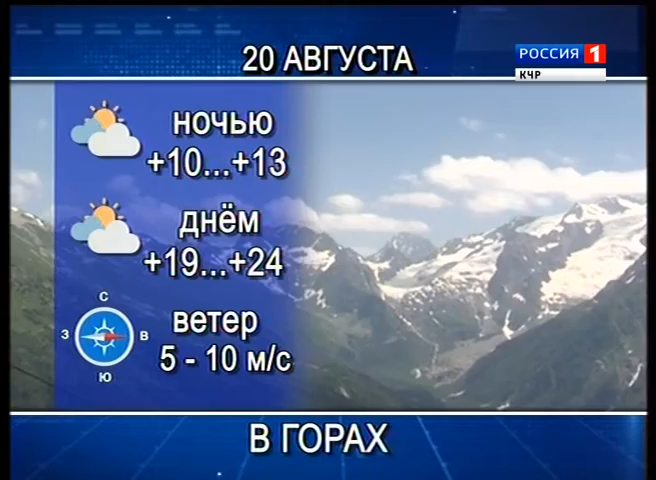 20 АВГУСТА
РОССИЯ 1
КЧР
ночью
+10...+13
днём
+19...+24
ветер
5 - 10 м/с
С
З В
Ю
В ГОРАХ